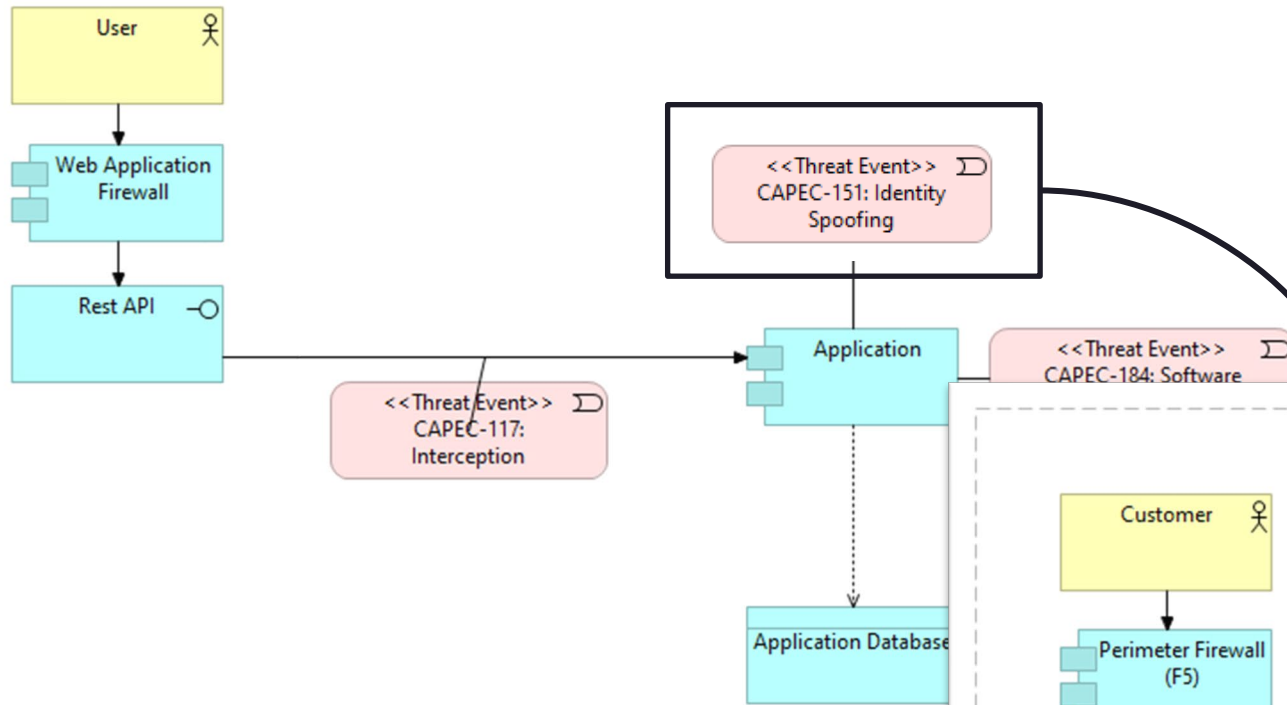 User
Web Application
Firewall
Rest API
<<Threat Event>>
CAPEC-151: Identity
Spoofing
Application
<<Threat Event>>
CAPEC-184: Software
<<Threat Event>>
CAPEC-117:
Interception
Application Database
Customer
Perimeter Firewall
(F5)